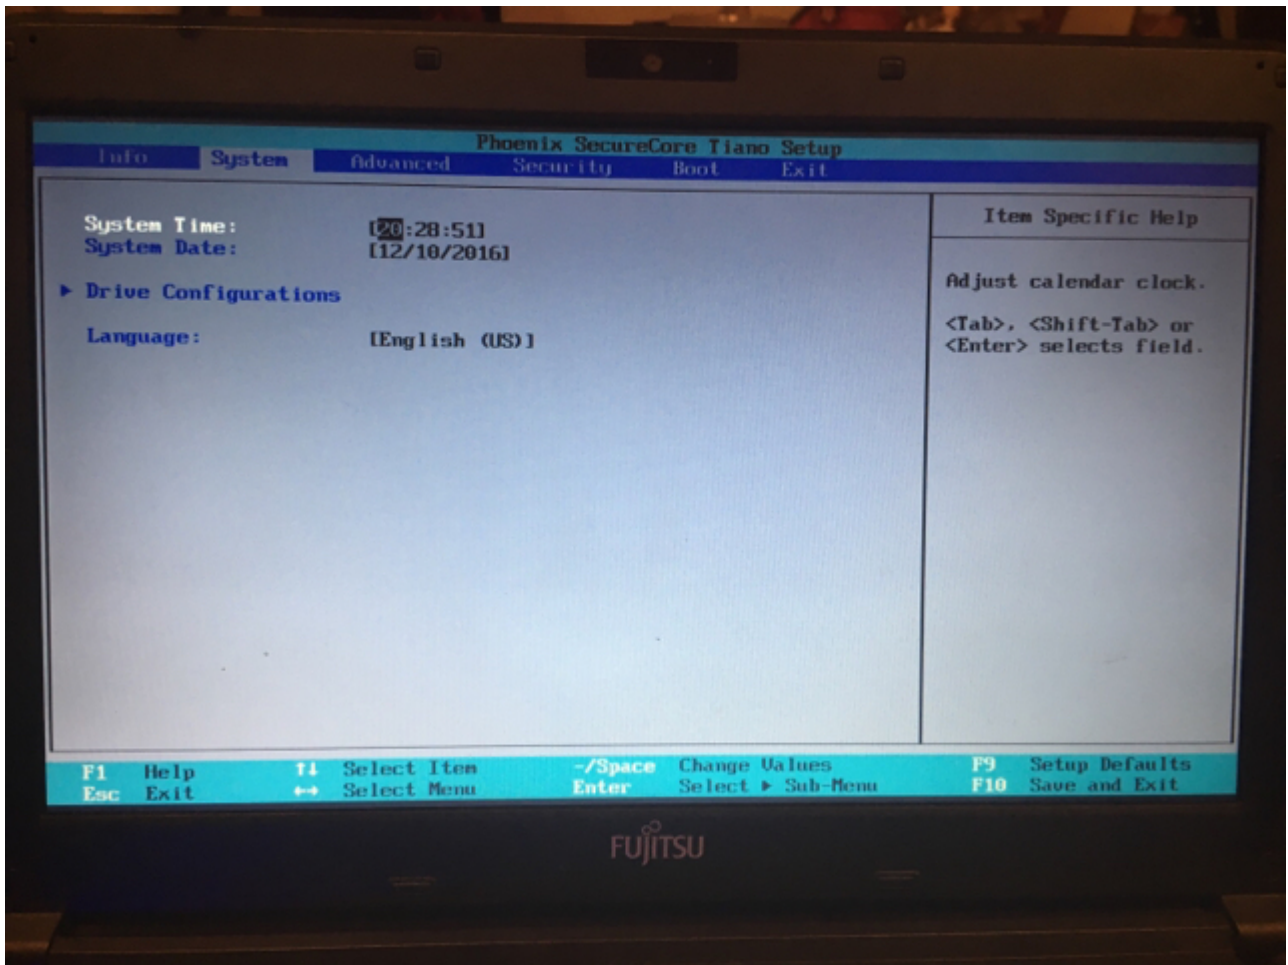 Phoenix SecureCore Tiano Setup
Info System Advanced Security Boot Exit
System Time: [20:28:51]
System Date: [12/10/2016]
Drive Configurations
Language: [English (US)]
Item Specific Help
Adjust calendar clock.
<Tab>, <Shift-Tab> or
<Enter> selects field.
F1 Help ↑↓ Select Item -/Space Change Values F9 Setup Defaults
Esc Exit ←→ Select Menu Enter Select ▶ Sub-Menu F10 Save and Exit
FUJITSU